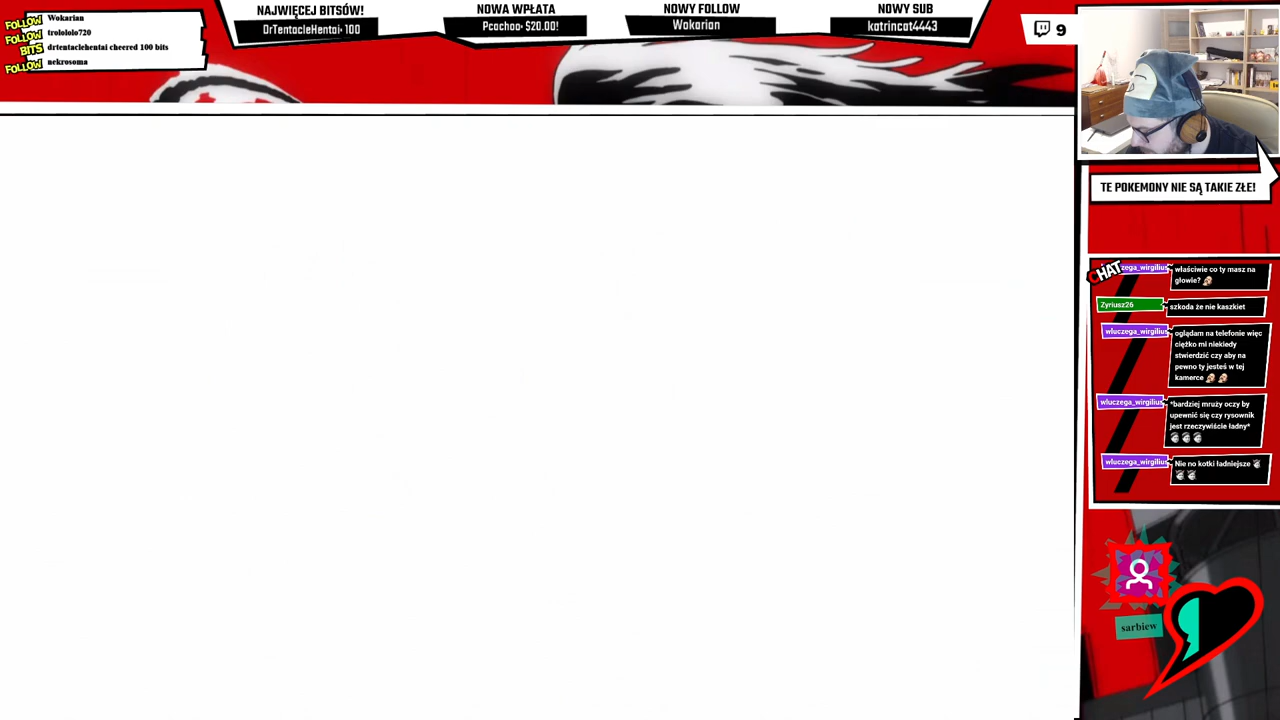 FOLLOW Wokarian
FOLLOW trolololo720
BITS drtentaclehentai cheered 100 bits
FOLLOW nekrosoma
NAJWIĘCEJ BITSÓW!
DrTentacleHentai• 100
NOWA WPŁATA
Pcachoo• $20.00!
NOWY FOLLOW
Wokarian
NOWY SUB
katrincat4443
9
TE POKEMONY NIE SĄ TAKIE ZŁE!
CHAT
właściwie co ty masz na
głowie?
Zyriusz26
szkoda że nie kaszkiet
wluczega_wirgilius
oglądam na telefonie więc
ciężko mi niekiedy
stwierdzić czy aby na
pewno ty jesteś w tej
kamerce
wluczega_wirgilius
*bardziej mruży oczy by
upewnić się czy rysownik
jest rzeczywiście ładny*
wluczega_wirgilius
Nie no kotki ładniejsze
sarbiew